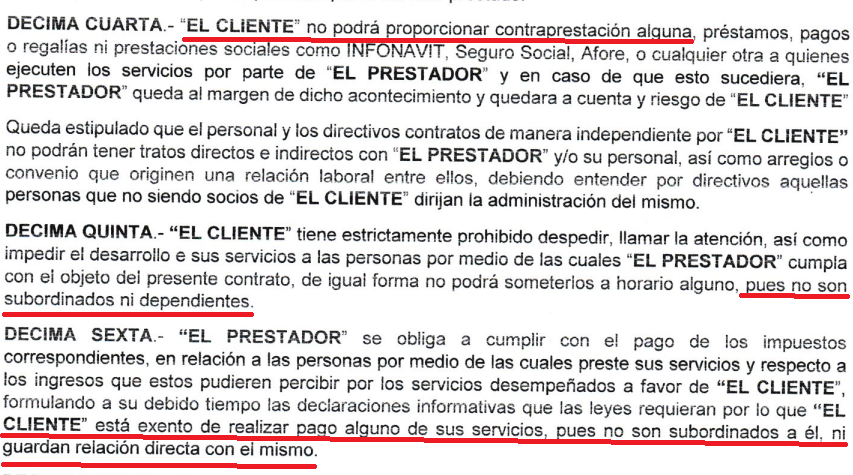 DECIMA CUARTA.- “EL CLIENTE” no podrá proporcionar contraprestación alguna, préstamos, pagos
o regalías ni prestaciones sociales como INFONAVIT, Seguro Social, Afore, o cualquier otra a quienes
ejecuten los servicios por parte de “EL PRESTADOR” y en caso de que esto sucediera, “EL
PRESTADOR” queda al margen de dicho acontecimiento y quedara a cuenta y riesgo de “EL CLIENTE”
Queda estipulado que el personal y los directivos contratos de manera independiente por “EL CLIENTE”
no podrán tener tratos directos e indirectos con “EL PRESTADOR” y/o su personal, así como arreglos o
convenio que originen una relación laboral entre ellos, debiendo entender por directivos aquellas
personas que no siendo socios de “EL CLIENTE” dirijan la administración del mismo.
DECIMA QUINTA.- “EL CLIENTE” tiene estrictamente prohibido despedir, llamar la atención, así como
impedir el desarrollo e sus servicios a las personas por medio de las cuales “EL PRESTADOR” cumpla
con el objeto del presente contrato, de igual forma no podrá someterlos a horario alguno, pues no son
subordinados ni dependientes.
DECIMA SEXTA.- “EL PRESTADOR” se obliga a cumplir con el pago de los impuestos
correspondientes, en relación a las personas por medio de las cuales preste sus servicios y respecto a
los ingresos que estos pudieren percibir por los servicios desempeñados a favor de “EL CLIENTE”,
formulando a su debido tiempo las declaraciones informativas que las leyes requieran por lo que “EL
CLIENTE” está exento de realizar pago alguno de sus servicios, pues no son subordinados a él, ni
guardan relación directa con el mismo.